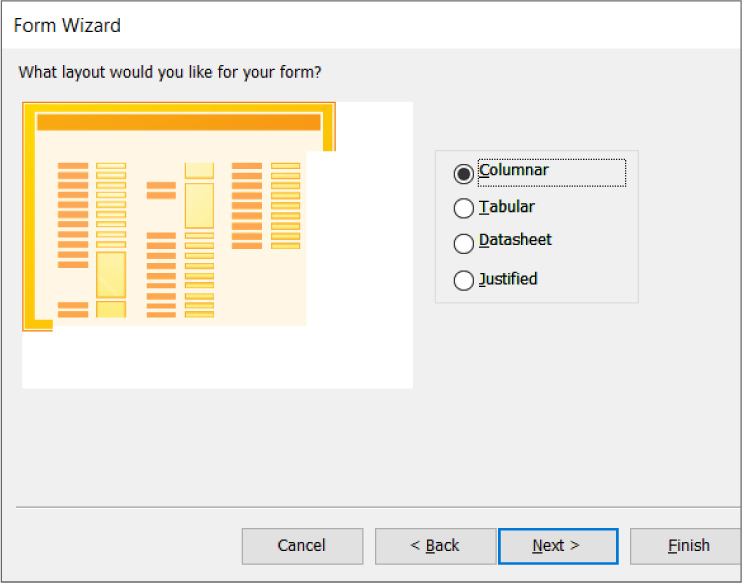 Form Wizard
What layout would you like for your form?
Columnar
Tabular
Datasheet
Justified
Cancel
< Back
Next >
Finish